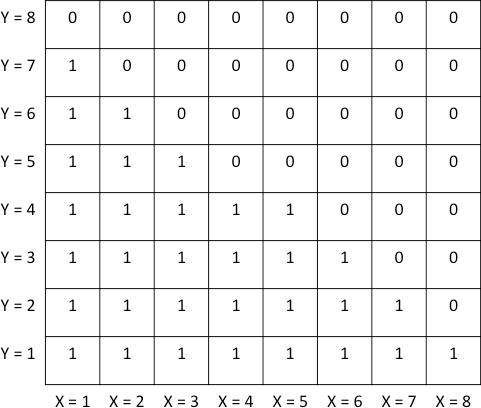 Y = 8 0 0 0 0 0 0 0 0
Y = 7 1 0 0 0 0 0 0 0
Y = 6 1 1 0 0 0 0 0 0
Y = 5 1 1 1 0 0 0 0 0
Y = 4 1 1 1 1 1 0 0 0
Y = 3 1 1 1 1 1 1 0 0
Y = 2 1 1 1 1 1 1 1 0
Y = 1 1 1 1 1 1 1 1 1
X = 1 X = 2 X = 3 X = 4 X = 5 X = 6 X = 7 X = 8